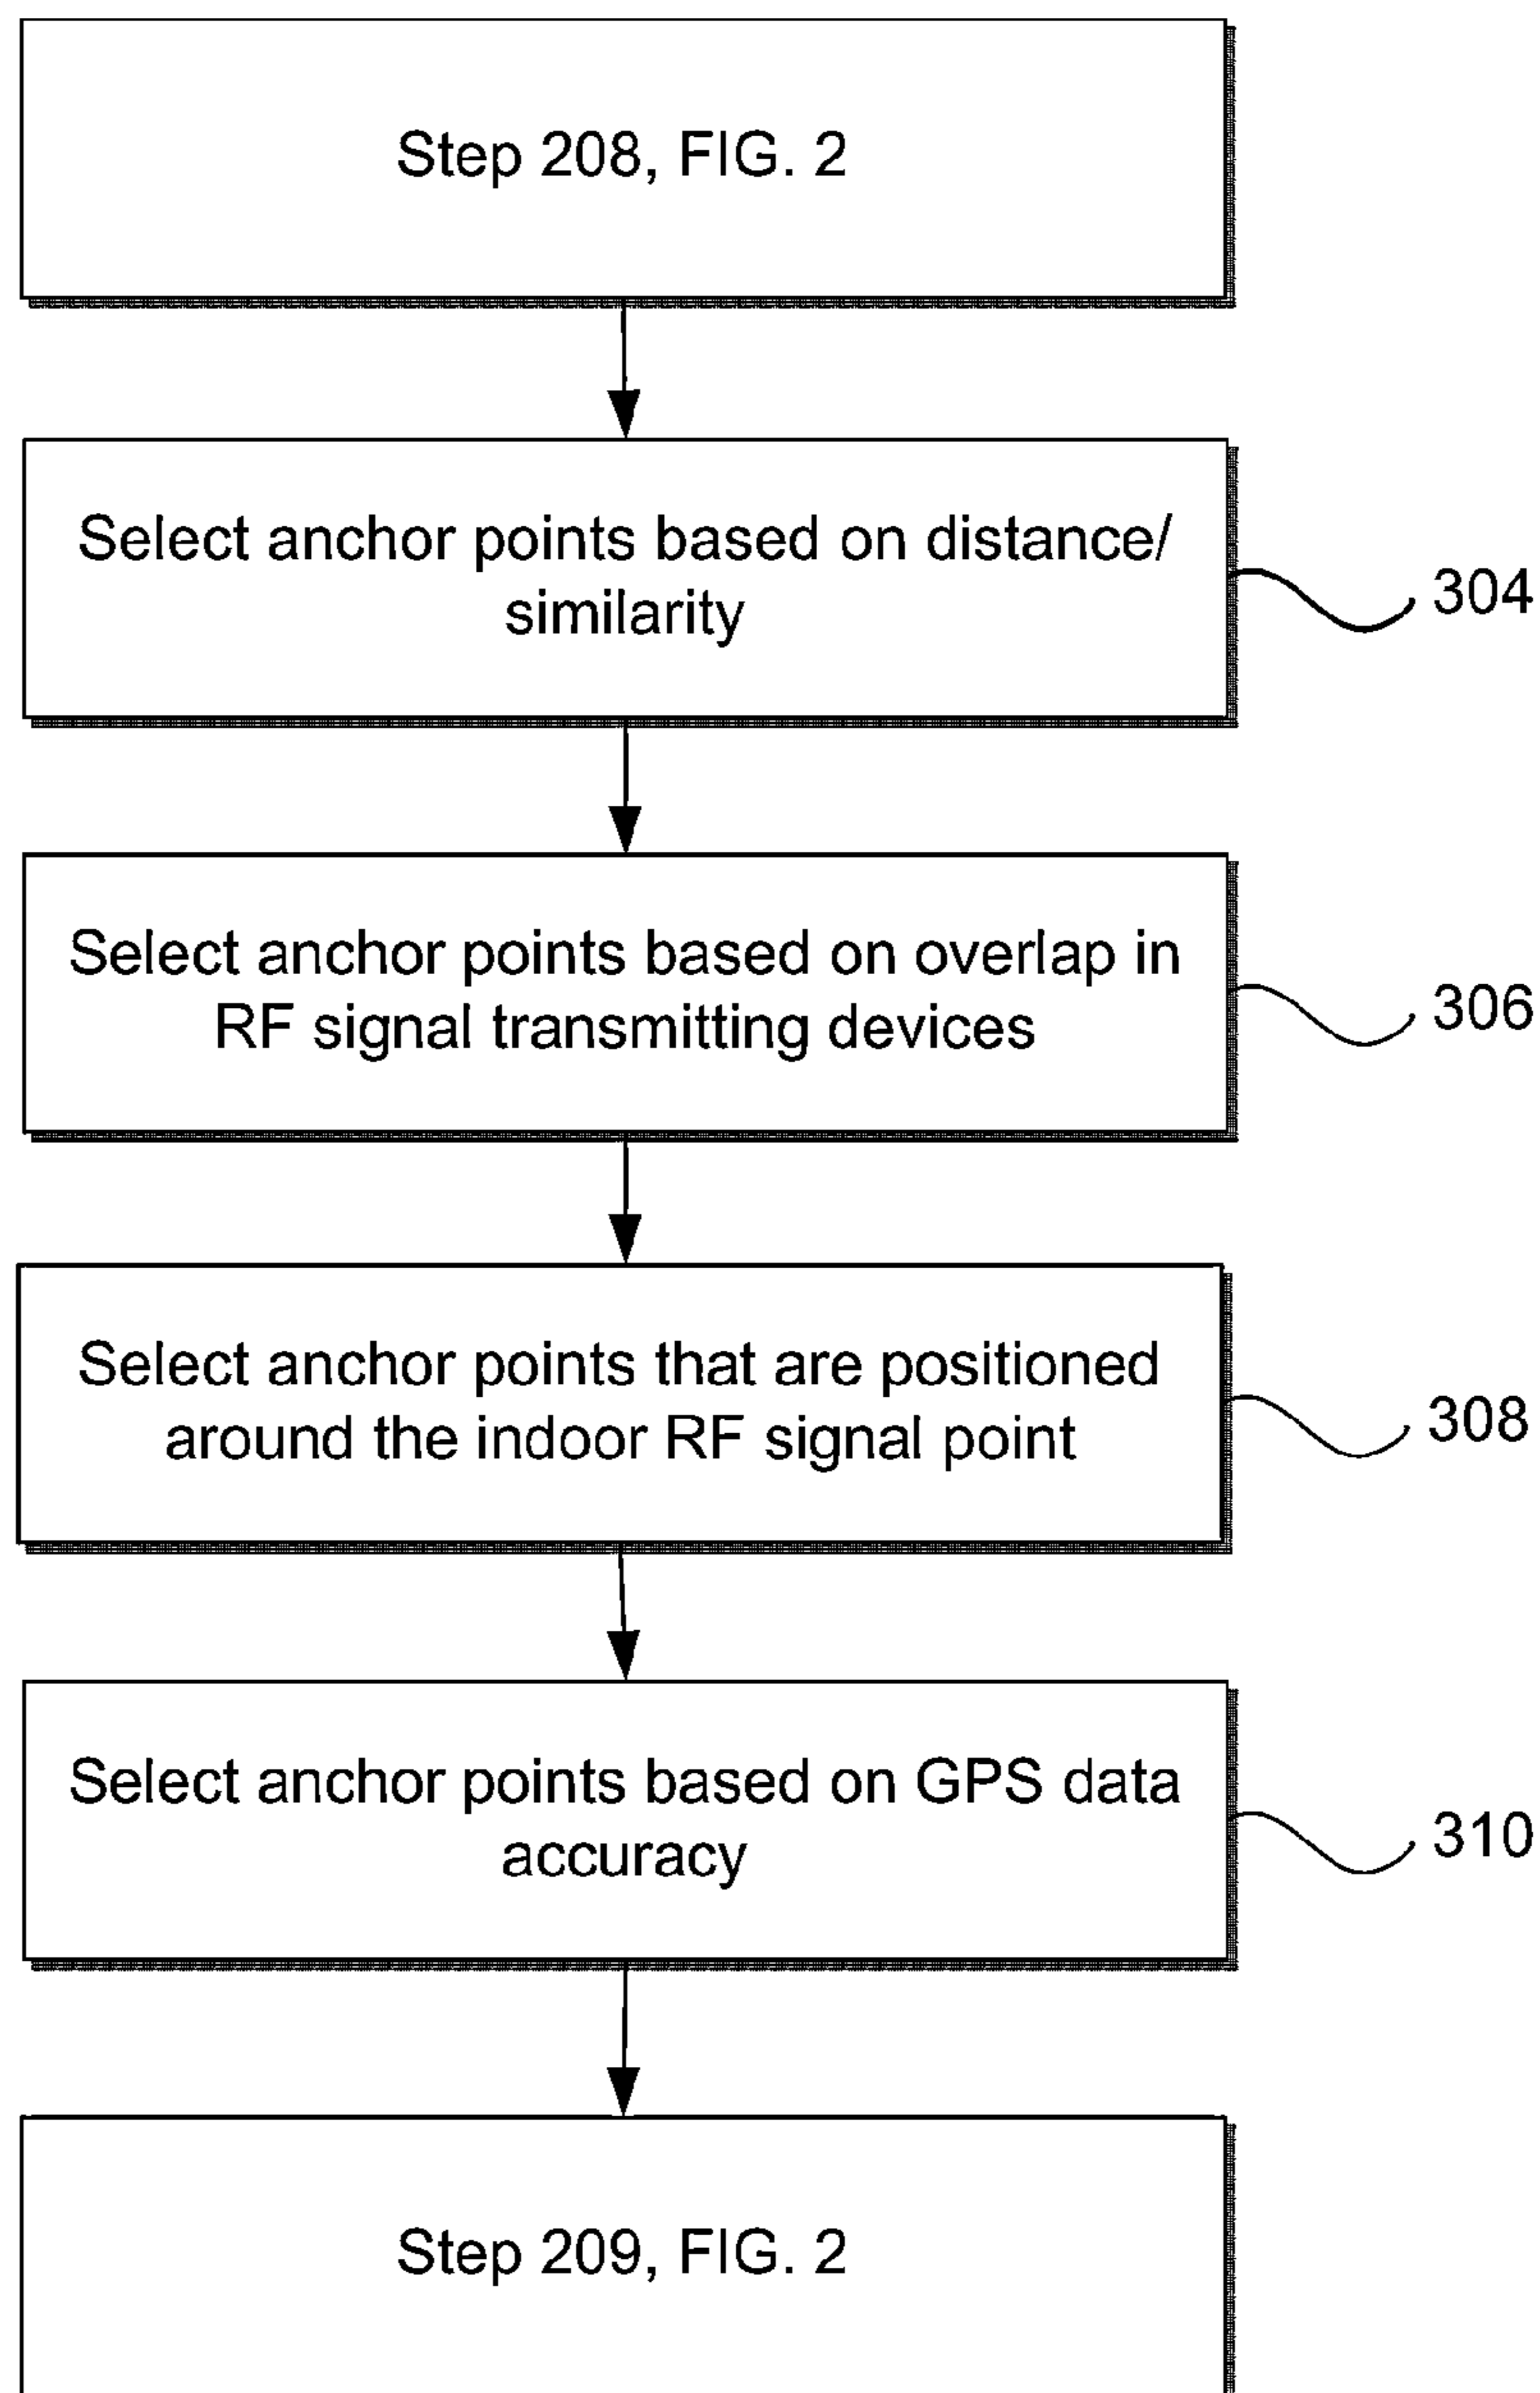 Step 208, FIG. 2
Select anchor points based on distance/
similarity
304
Select anchor points based on overlap in
RF signal transmitting devices
306
Select anchor points that are positioned
around the indoor RF signal point
308
Select anchor points based on GPS data
accuracy
310
Step 209, FIG. 2